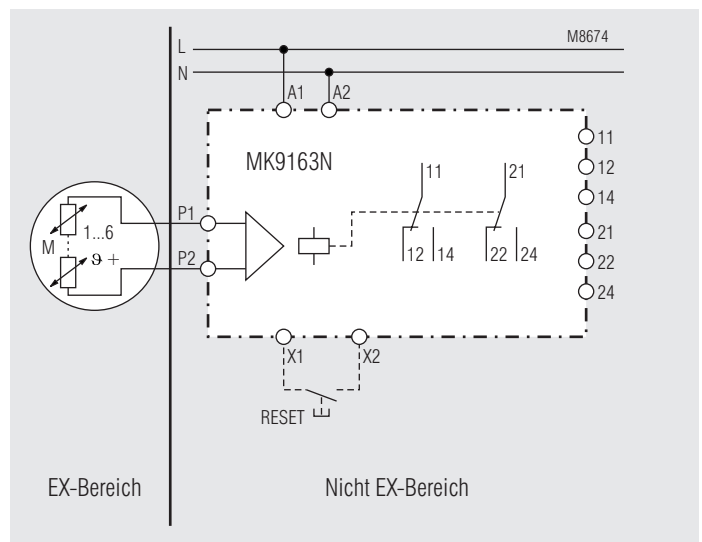 M8674
L
N
A1 A2
MK9163N
11
12
14
21
22
24
11 21
12 14 22 24
P1
P2
M
1...6
ϑ +
X1 X2
RESET
EX-Bereich
Nicht EX-Bereich